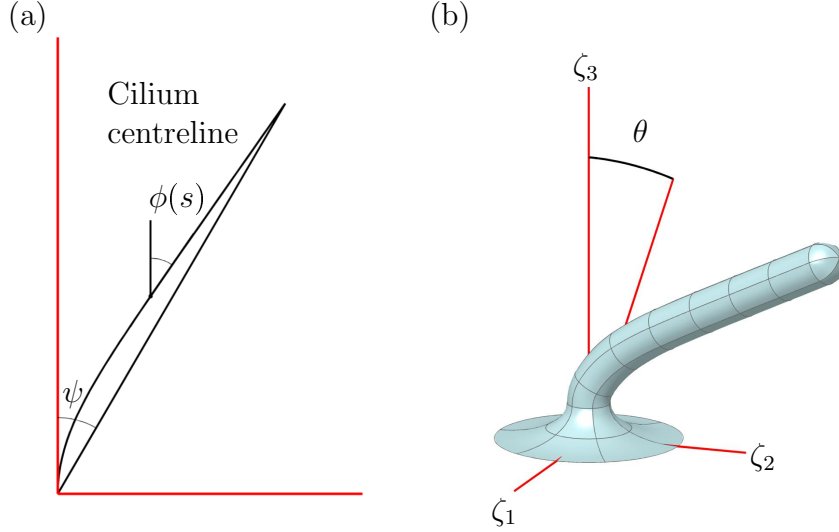 (a)
Cilium
centreline
ϕ(s)
ψ
(b)
ζ₃
θ
ζ₂
ζ₁